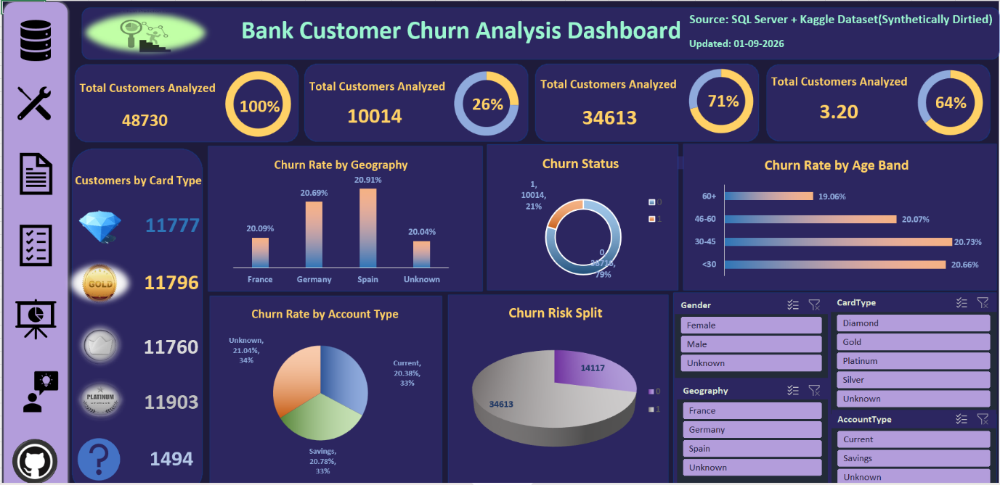 Bank Customer Churn Analysis Dashboard
Source: SQL Server + Kaggle Dataset(Synthetically Dirtied)
Updated: 01-09-2026
Total Customers Analyzed
48730
100%
Total Customers Analyzed
10014
26%
Total Customers Analyzed
34613
71%
Total Customers Analyzed
3.20
64%
Customers by Card Type
11777
GOLD
11796
11760
PLATINUM
11903
?
1494
Churn Rate by Geography
20.09%
20.69%
20.91%
20.04%
France
Germany
Spain
Unknown
Churn Status
1,
10014,
21%
0,
38716,
79%
0
1
Churn Rate by Age Band
60+
19.06%
46-60
20.07%
30-45
20.73%
<30
20.66%
Churn Rate by Account Type
Unknown,
21.04%,
34%
Current,
20.38%,
33%
Savings,
20.78%,
33%
Churn Risk Split
14117
34613
0
1
Gender
Female
Male
Unknown
Geography
France
Germany
Spain
Unknown
CardType
Diamond
Gold
Platinum
Silver
Unknown
AccountType
Current
Savings
Unknown